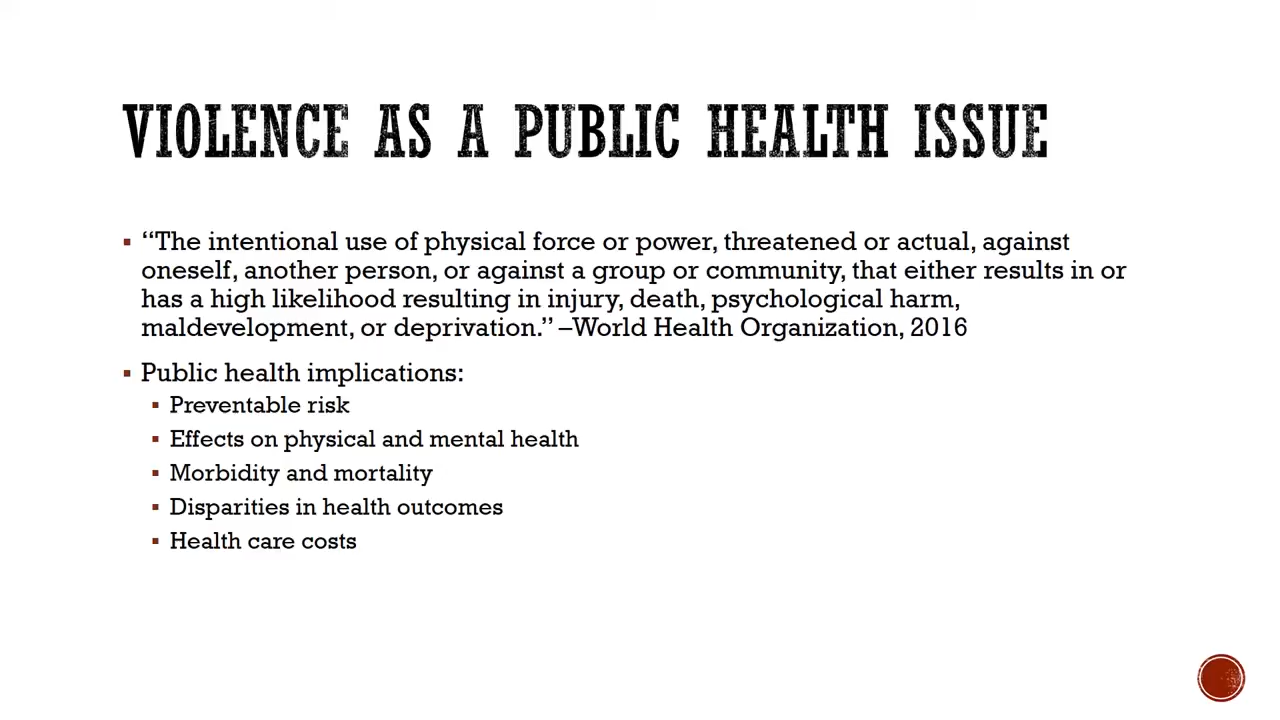 VIOLENCE AS A PUBLIC HEALTH ISSUE
▪ “The intentional use of physical force or power, threatened or actual, against
oneself, another person, or against a group or community, that either results in or
has a high likelihood resulting in injury, death, psychological harm,
maldevelopment, or deprivation.” –World Health Organization, 2016
▪ Public health implications:
▪ Preventable risk
▪ Effects on physical and mental health
▪ Morbidity and mortality
▪ Disparities in health outcomes
▪ Health care costs